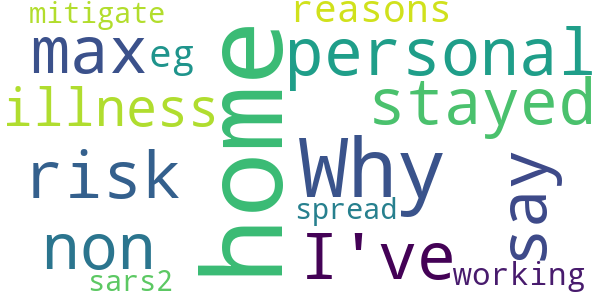 mitigate
reasons
max
eg
home
personal
illness
stayed
risk
Why
say
spread
non
I've
sars2
working